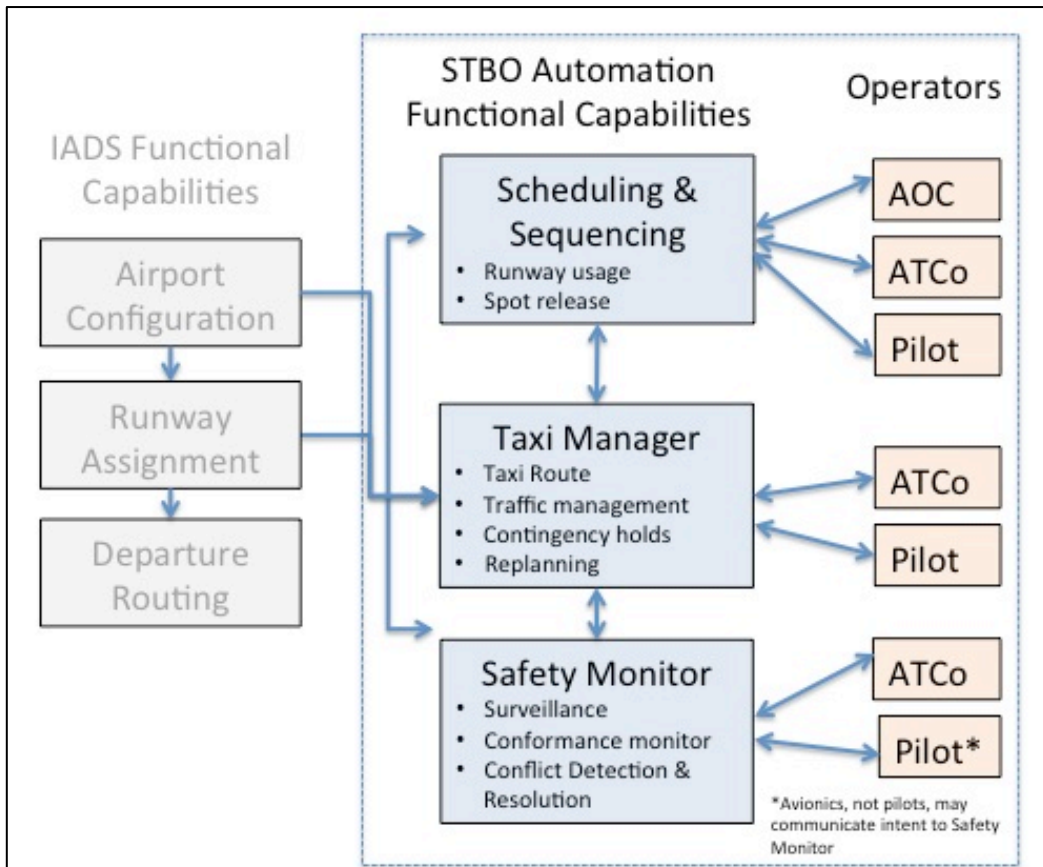 IADS Functional
Capabilities
Airport
Configuration
Runway
Assignment
Departure
Routing
STBO Automation
Functional Capabilities
Scheduling &
Sequencing
• Runway usage
• Spot release
Taxi Manager
• Taxi Route
• Traffic management
• Contingency holds
• Replanning
Safety Monitor
• Surveillance
• Conformance monitor
• Conflict Detection &
Resolution
Operators
AOC
ATCo
Pilot
ATCo
Pilot
ATCo
Pilot*
*Avionics, not pilots, may
communicate intent to Safety
Monitor